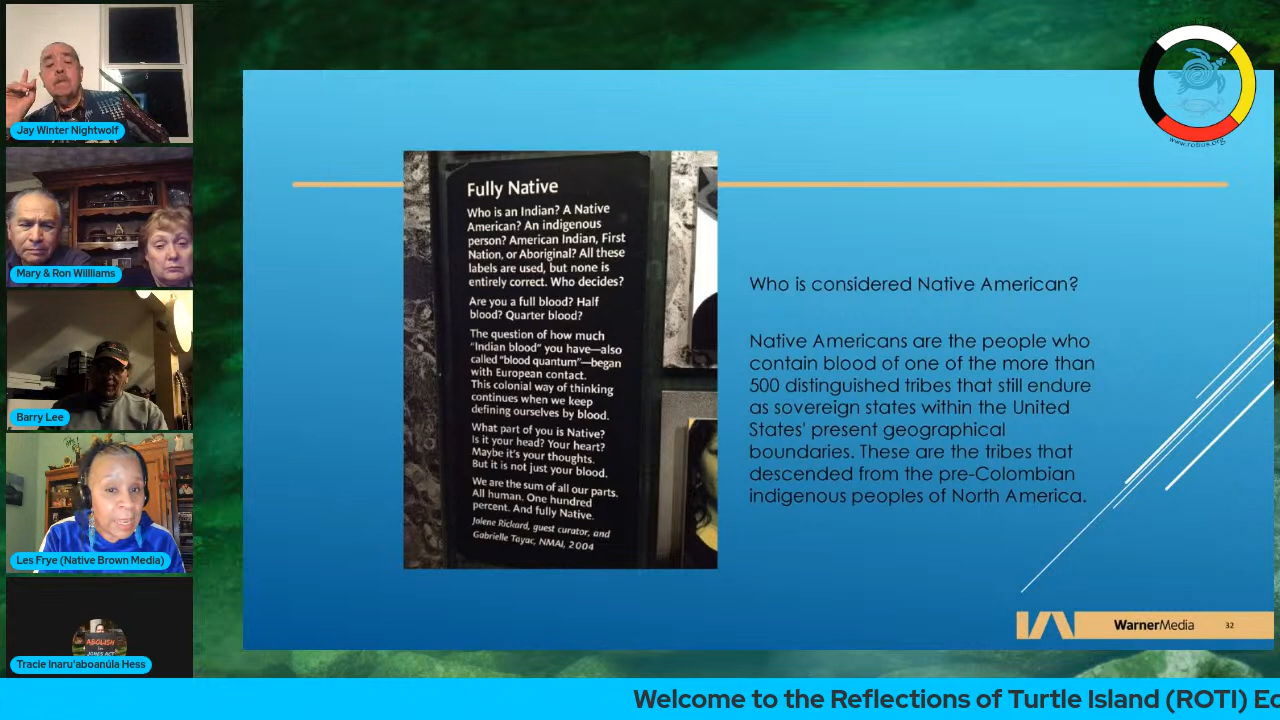 Jay Winter Nightwolf
Mary & Ron Willliams
Barry Lee
Les Frye (Native Brown Media)
ABOLISH
JONES ACT
Tracie Inaru'aboanúla Hess
Fully Native
Who is an Indian? A Native
American? An indigenous
person? American Indian, First
Nation, or Aboriginal? All these
labels are used, but none is
entirely correct. Who decides?
Are you a full blood? Half
blood? Quarter blood?
The question of how much
"Indian blood" you have—also
called "blood quantum"—began
with European contact.
This colonial way of thinking
continues when we keep
defining ourselves by blood.
What part of you is Native?
Is it your head? Your heart?
Maybe it's your thoughts.
But it is not just your blood.
We are the sum of all our parts.
All human. One hundred
percent. And fully Native.
Jolene Rickard, guest curator, and
Gabrielle Tayac, NMAI, 2004
Who is considered Native American?
Native Americans are the people who
contain blood of one of the more than
500 distinguished tribes that still endure
as sovereign states within the United
States' present geographical
boundaries. These are the tribes that
descended from the pre-Colombian
indigenous peoples of North America.
WarnerMedia
32
Welcome to the Reflections of Turtle Island (ROTI)